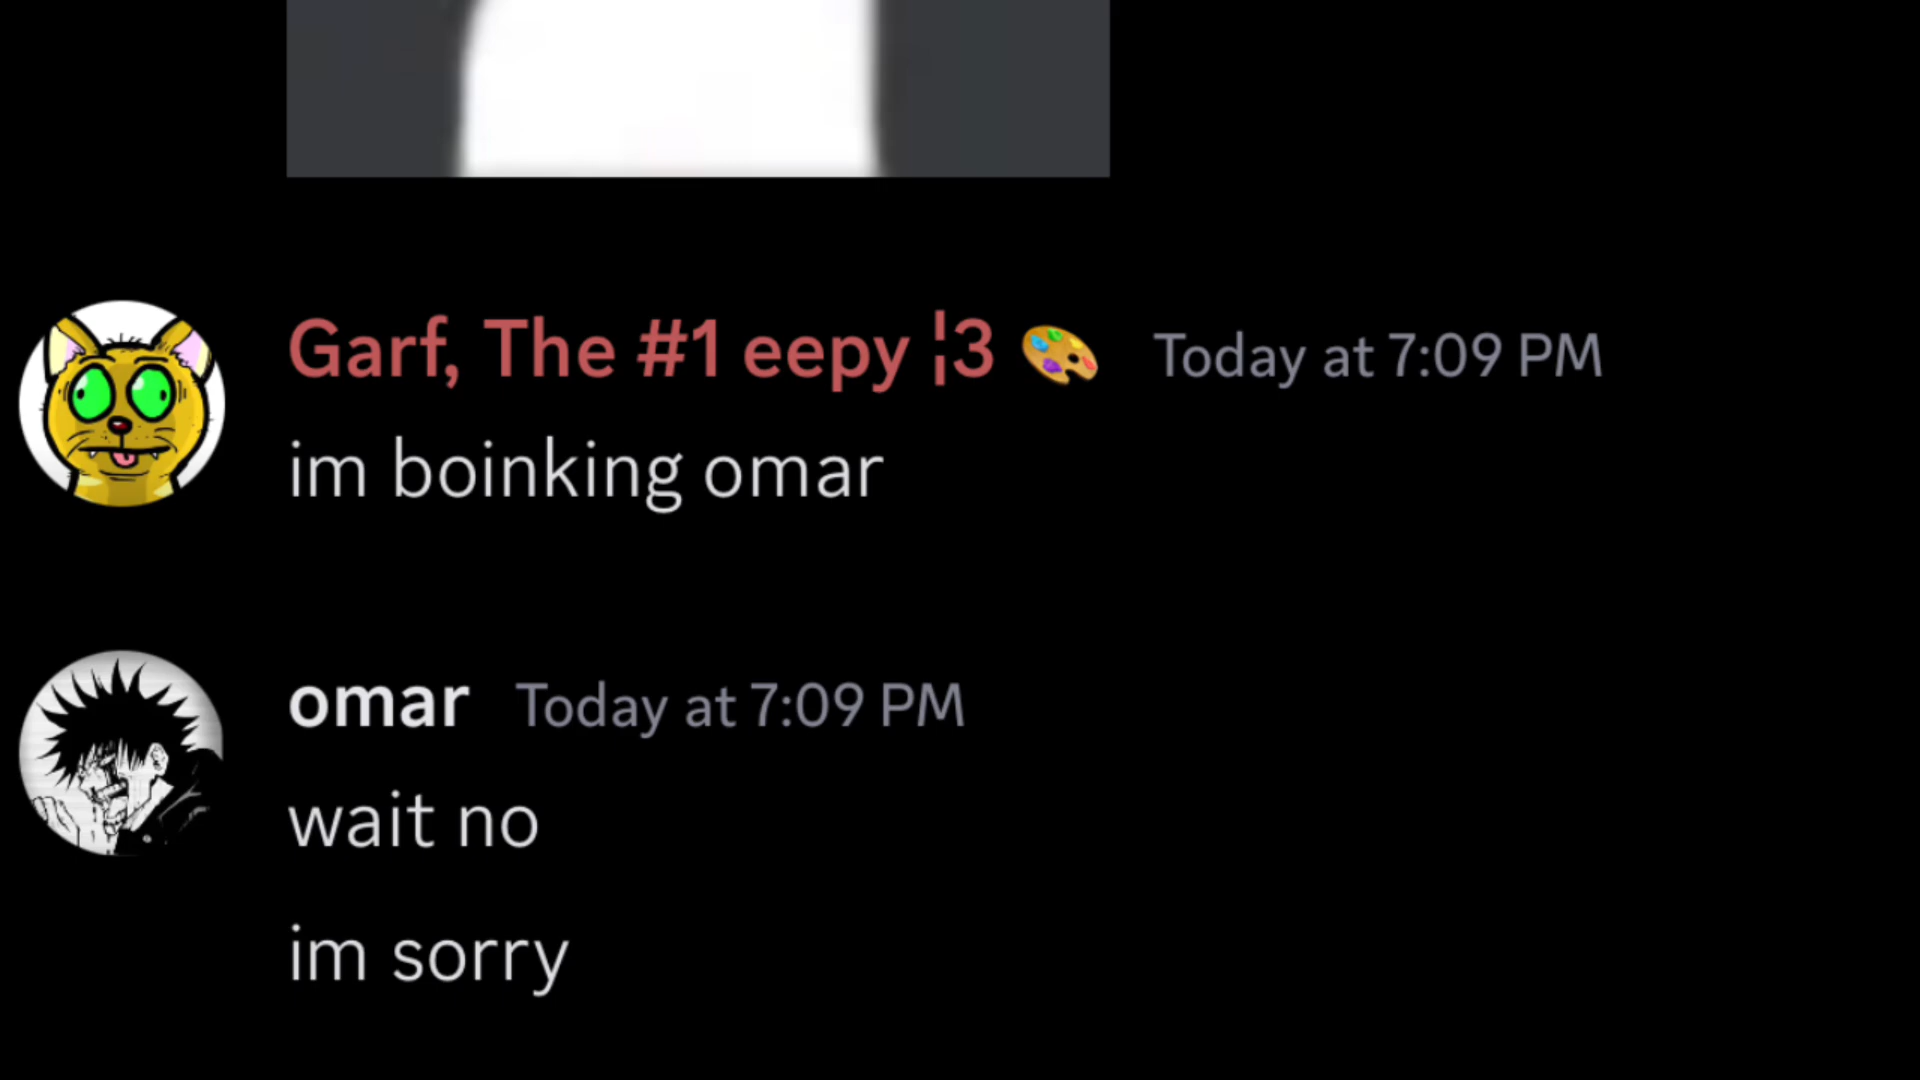 Garf, The #1 eepy ¦3 🎨 Today at 7:09 PM
im boinking omar
omar Today at 7:09 PM
wait no
im sorry